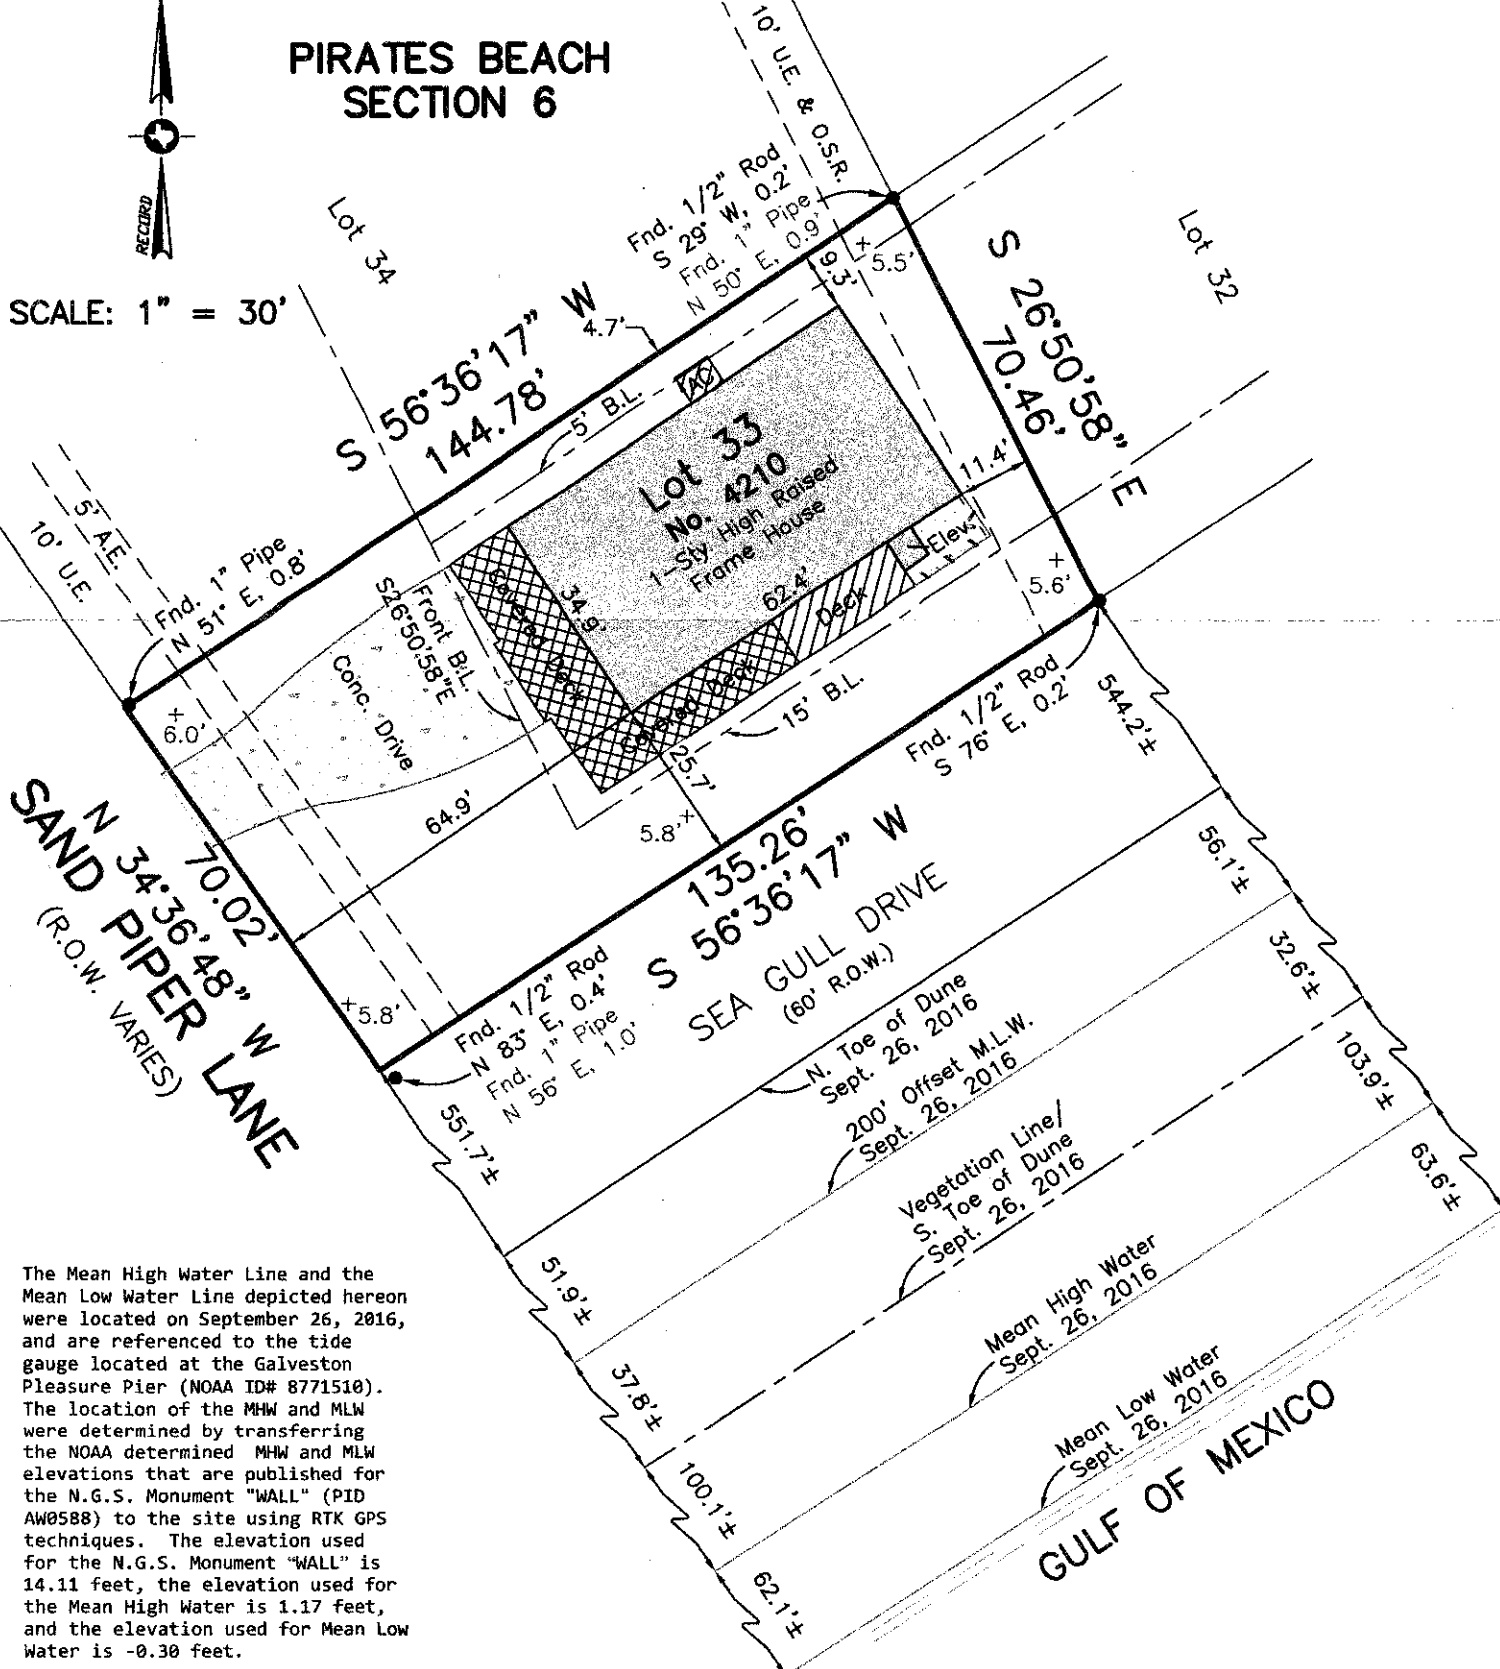 PIRATES BEACH
SECTION 6
RECORD
SCALE: 1" = 30'
10' U.E. & O.S.R.
Lot 34
Lot 32
Fnd. 1/2" Rod
S 29° W, 0.2'
Fnd. 1" Pipe
N 50° E, 0.9'
5.5'
9.3'
S 26°50'58" E
70.46'
S 56°36'17" W
144.78'
4.7'
5' B.L.
AC
Lot 33
No. 4210
1-Sty High Raised
Frame House
11.4'
Elev.
5.6'
62.4'
34.9'
Covered Deck
Covered Deck
Deck
5' A.E.
10' U.E.
Fnd. 1" Pipe
N 51° E, 0.8'
Front B.L.
S26°50'58"E
Conc. Drive
6.0'
15' B.L.
25.7'
5.8'
64.9'
Fnd. 1/2" Rod
S 76° E, 0.2'
544.2'±
N 34°36'48" W
70.02'
SAND PIPER LANE
(R.O.W. VARIES)
5.8'
135.26'
S 56°36'17" W
SEA GULL DRIVE
(60' R.O.W.)
Fnd. 1/2" Rod
N 83° E, 0.4'
Fnd. 1" Pipe
N 56° E, 1.0'
551.7'±
56.1'±
32.6'±
103.9'±
63.6'±
N. Toe of Dune
Sept. 26, 2016
200' Offset M.L.W.
Sept. 26, 2016
Vegetation Line/
S. Toe of Dune
Sept. 26, 2016
Mean High Water
Sept. 26, 2016
Mean Low Water
Sept. 26, 2016
51.9'±
37.8'±
100.1'±
62.1'±
GULF OF MEXICO
The Mean High Water Line and the
Mean Low Water Line depicted hereon
were located on September 26, 2016,
and are referenced to the tide
gauge located at the Galveston
Pleasure Pier (NOAA ID# 8771510).
The location of the MHW and MLW
were determined by transferring
the NOAA determined MHW and MLW
elevations that are published for
the N.G.S. Monument "WALL" (PID
AW0588) to the site using RTK GPS
techniques. The elevation used
for the N.G.S. Monument "WALL" is
14.11 feet, the elevation used for
the Mean High Water is 1.17 feet,
and the elevation used for Mean Low
Water is -0.30 feet.